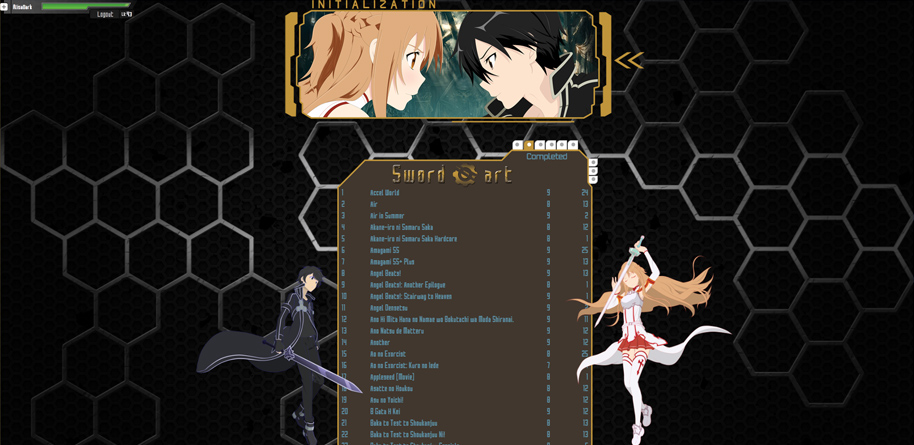 INITIALIZATION
Logout
Completed
Sword art
1 Accel World 9 24
2 Air 8 13
3 Air in Summer 9 2
4 Akane-iro ni Somaru Saka 8 12
5 Akane-iro ni Somaru Saka Hardcore 8 1
6 Amagami SS 9 25
7 Amagami SS+ Plus 9 13
8 Angel Beats! 9 13
9 Angel Beats! Another Epilogue 8 1
10 Angel Beats! Stairway to Heaven 9 1
11 Angel Densetsu 9
12 Ano Hi Mita Hana no Namae wo Bokutachi wa Mada Shiranai. 9 11
13 Ano Natsu de Matteru 9 12
14 Another 9 12
15 Ao no Exorcist 8 25
16 Ao no Exorcist: Kuro no Iede 7
17 Appleseed (Movie) 8 1
18 Asatte no Houkou 8 12
19 Asu no Yoichi! 8 12
20 B Gata H Kei 9 12
21 Baka to Test to Shoukanjuu 8 13
22 Baka to Test to Shoukanjuu Ni! 9 13